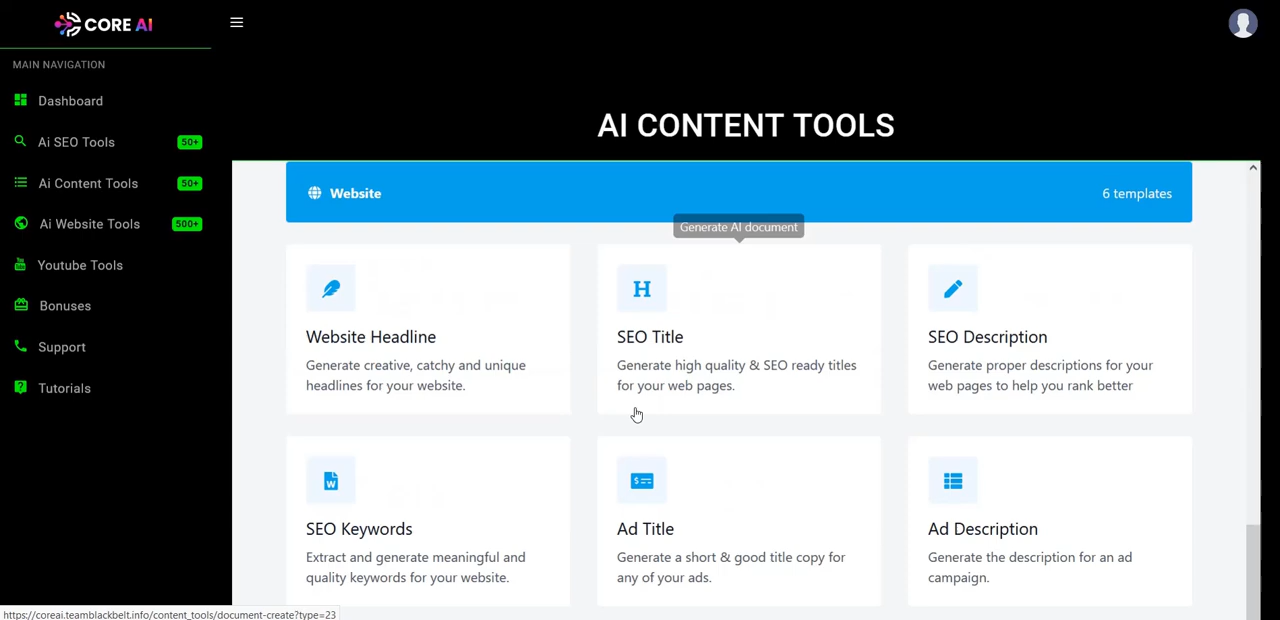 CORE AI
MAIN NAVIGATION
Dashboard
Ai SEO Tools 50+
Ai Content Tools 50+
Ai Website Tools 500+
Youtube Tools
Bonuses
Support
Tutorials
AI CONTENT TOOLS
Website 6 templates
Generate AI document
Website Headline
Generate creative, catchy and unique
headlines for your website.
H
SEO Title
Generate high quality & SEO ready titles
for your web pages.
SEO Description
Generate proper descriptions for your
web pages to help you rank better
W
SEO Keywords
Extract and generate meaningful and
quality keywords for your website.
Ad Title
Generate a short & good title copy for
any of your ads.
Ad Description
Generate the description for an ad
campaign.
https://coreai.teamblackbelt.info/content_tools/document-create?type=23